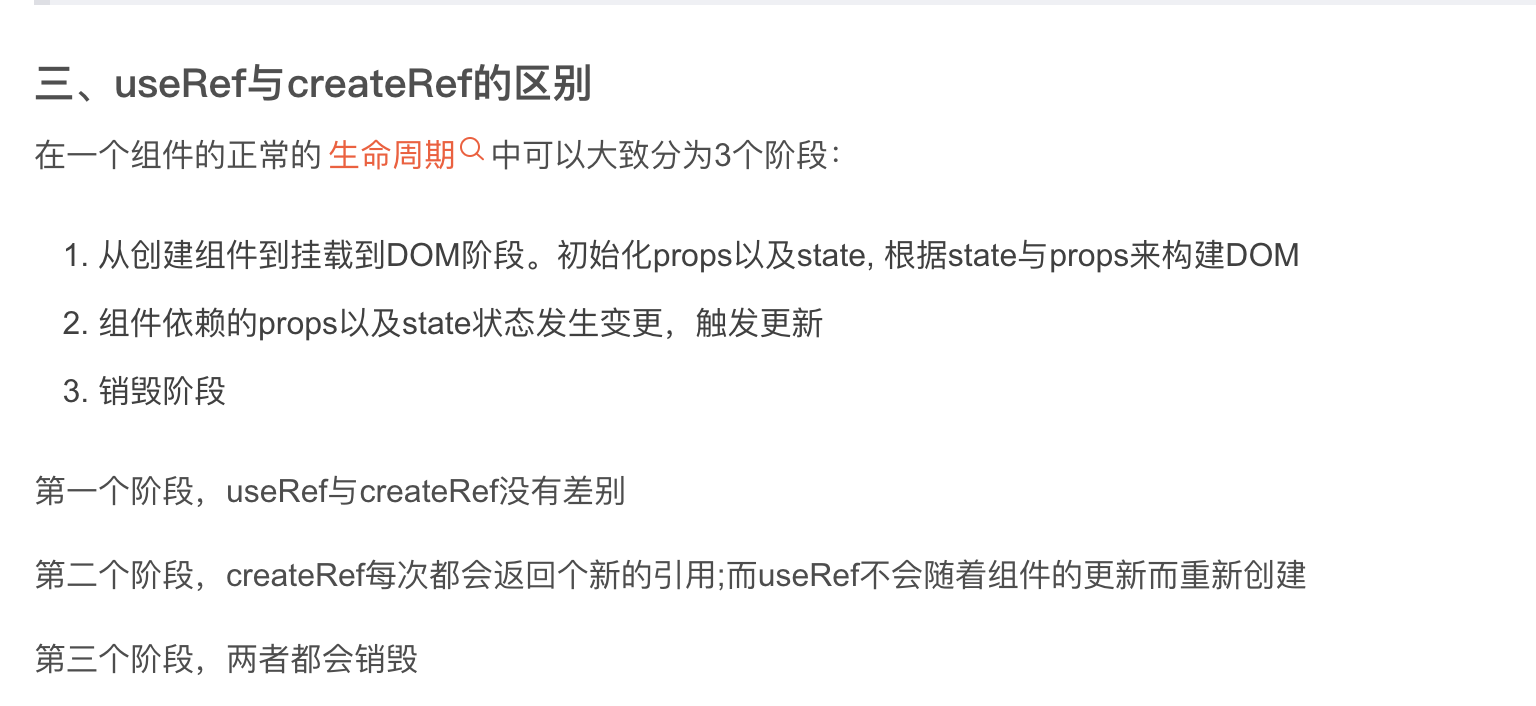 三、useRef与createRef的区别
在一个组件的正常的 生命周期 中可以大致分为3个阶段：
1. 从创建组件到挂载到DOM阶段。初始化props以及state, 根据state与props来构建DOM
2. 组件依赖的props以及state状态发生变更，触发更新
3. 销毁阶段
第一个阶段，useRef与createRef没有差别
第二个阶段，createRef每次都会返回个新的引用;而useRef不会随着组件的更新而重新创建
第三个阶段，两者都会销毁